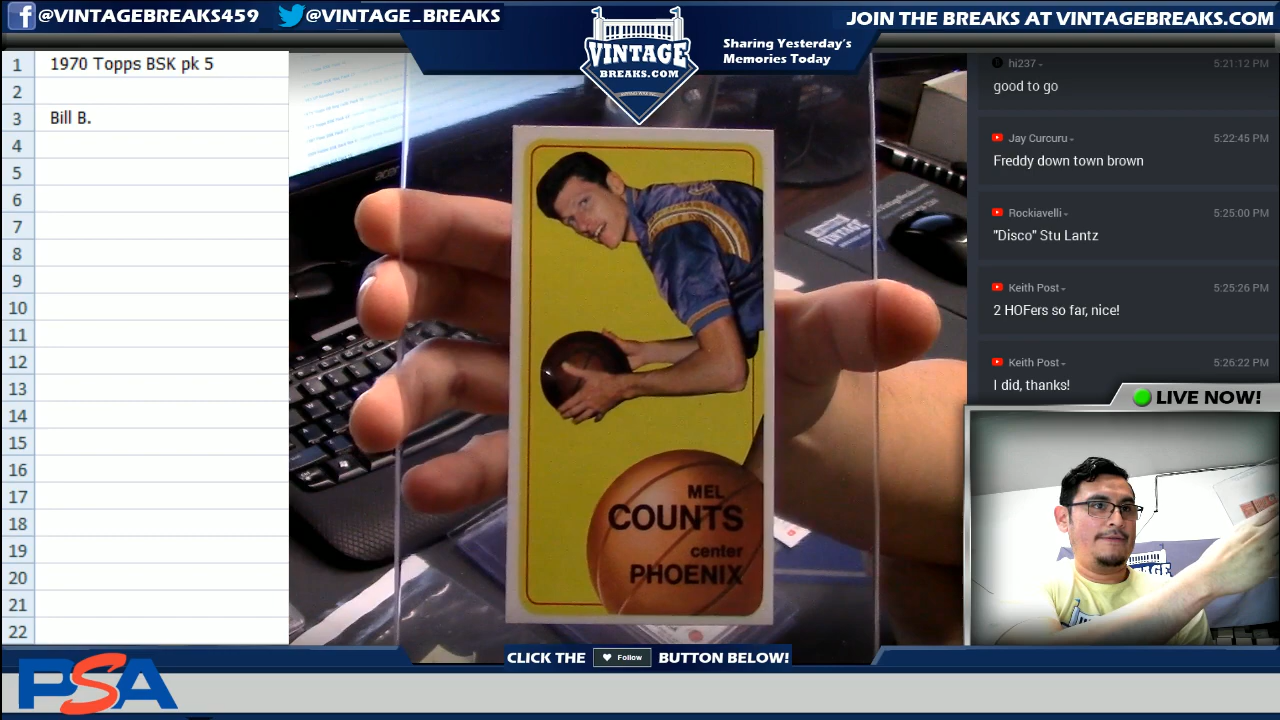 @VINTAGEBREAKS459
@VINTAGE_BREAKS
VINTAGE
BREAKS.COM
Sharing Yesterday's
Memories Today
JOIN THE BREAKS AT VINTAGEBREAKS.COM
1 1970 Topps BSK pk 5
2
3 Bill B.
4
5
6
7
8
9
10
11
12
13
14
15
16
17
18
19
20
21
22
MEL
COUNTS
center
PHOENIX
hi237 5:21:12 PM
good to go
Jay Curcuru 5:22:45 PM
Freddy down town brown
Rockiavelli 5:25:00 PM
"Disco" Stu Lantz
Keith Post 5:25:26 PM
2 HOFers so far, nice!
Keith Post 5:26:22 PM
I did, thanks!
LIVE NOW!
CLICK THE Follow BUTTON BELOW!
PSA